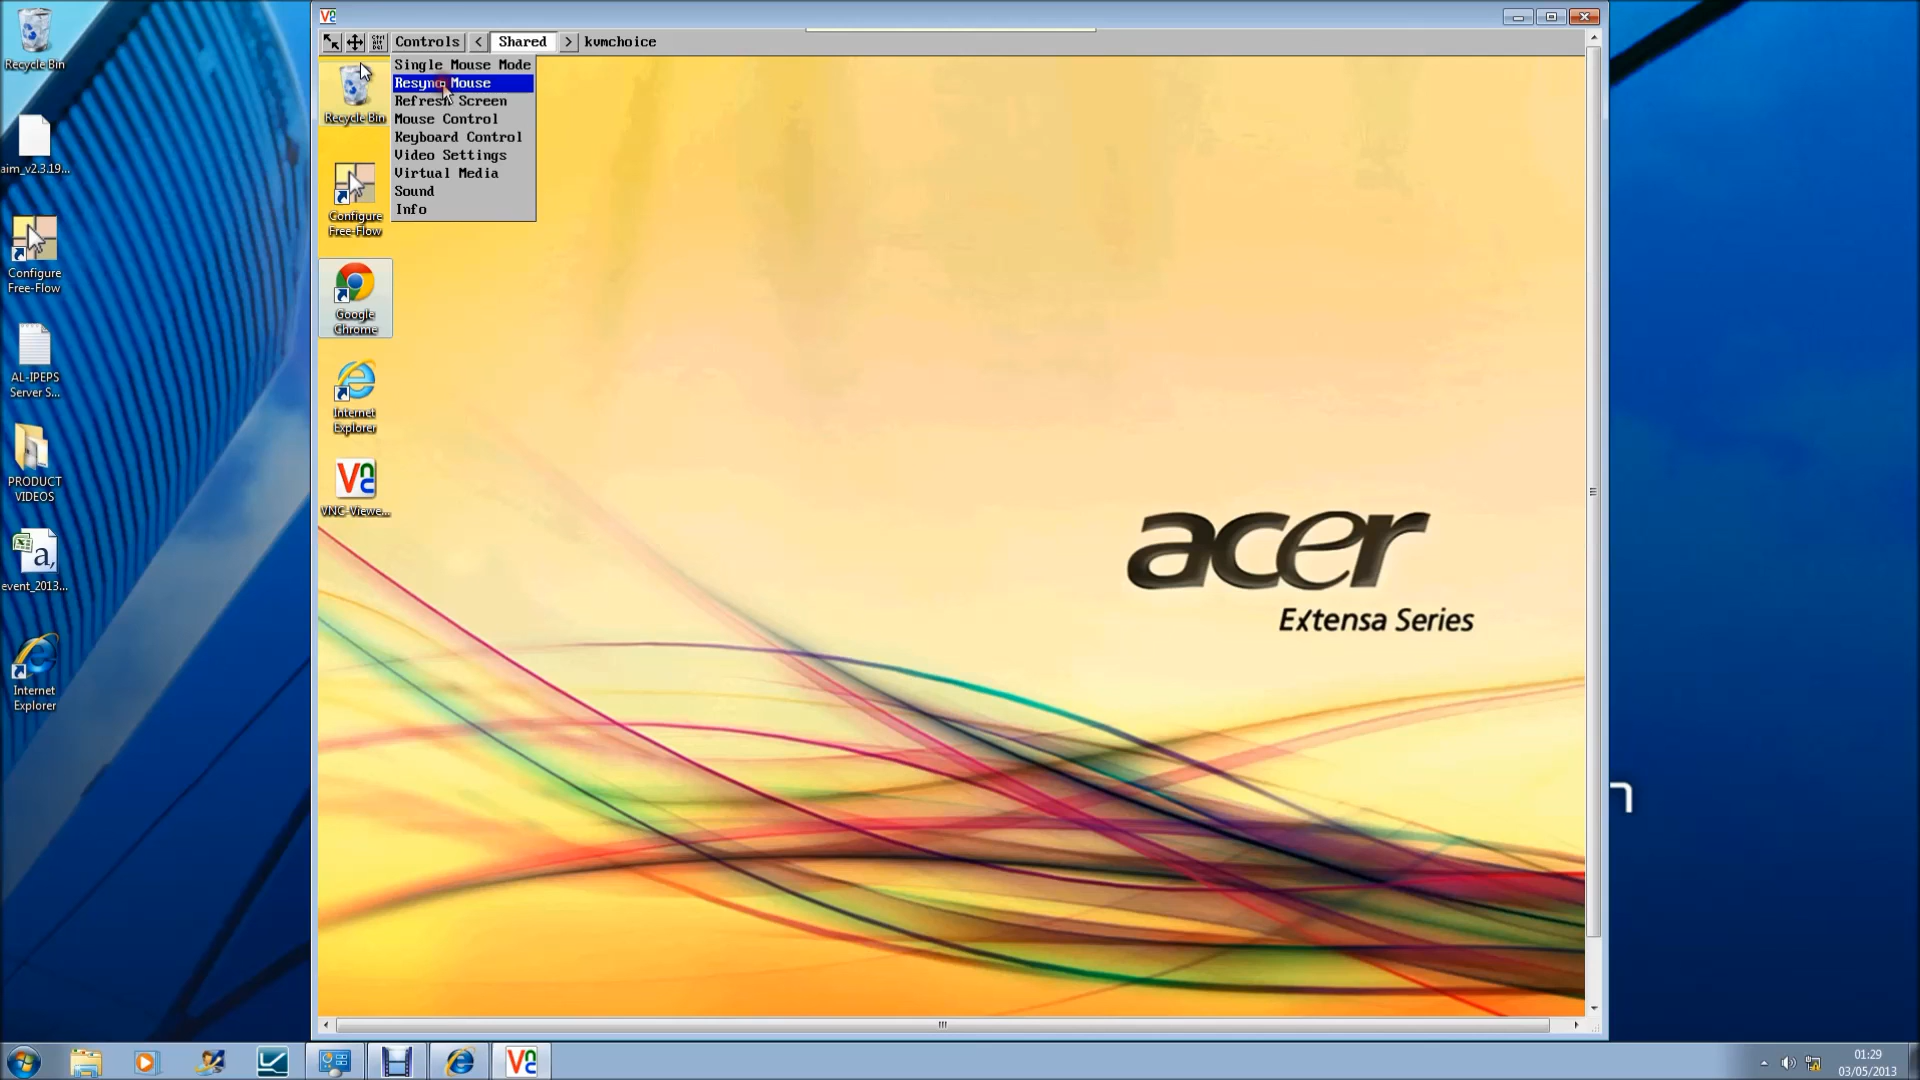 Recycle Bin
aim_v2.3.19...
Configure
Free-Flow
AL-IPEPS
Server S...
PRODUCT
VIDEOS
event_2013...
Internet
Explorer
Controls
<
Shared
>
kvmchoice
Single Mouse Mode
Resync Mouse
Refresh Screen
Mouse Control
Keyboard Control
Video Settings
Virtual Media
Sound
Info
Recycle Bin
Configure
Free-Flow
Google
Chrome
Internet
Explorer
VNC-Viewe...
acer
Extensa Series
01:29
03/05/2013